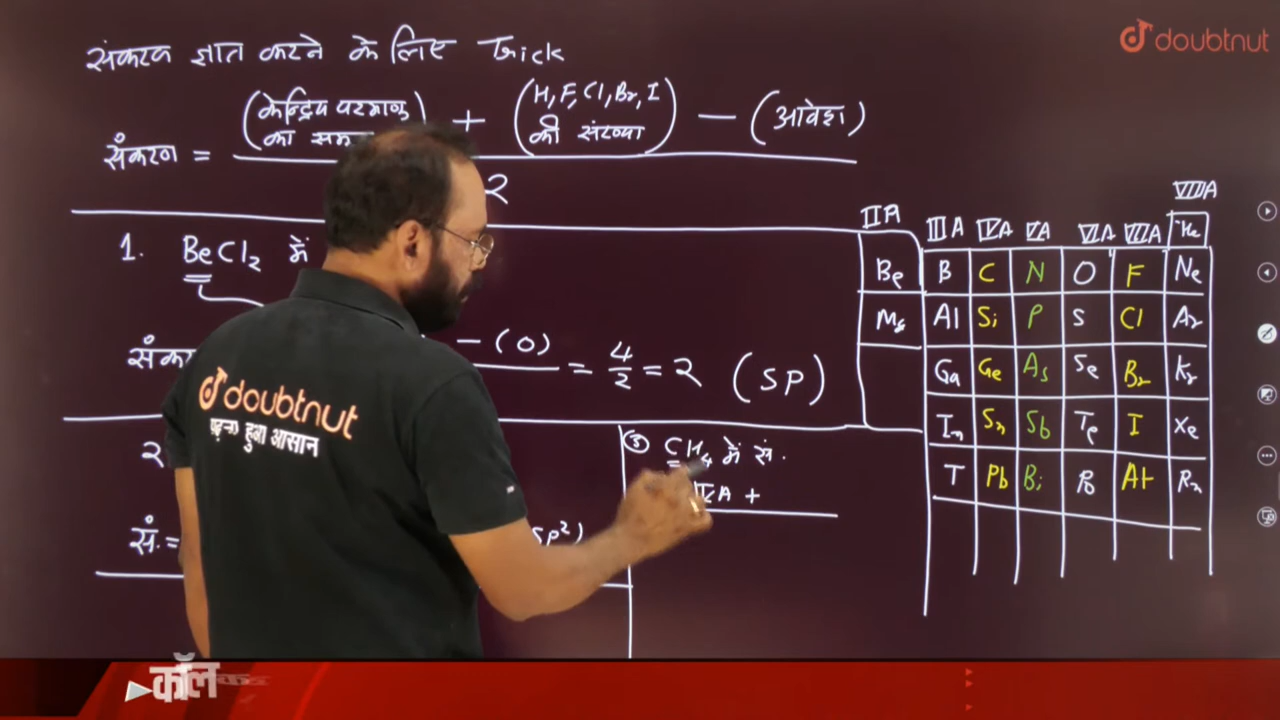 संकरण ज्ञात करने के लिए Trick
doubtnut
संकरण = (केन्द्रिय परमाणु का) + (H, F, Cl, Br, I की संख्या) - (आवेश)
2
1. BeCl₂ में
- (0) = 4/2 = 2 (SP)
2
सं. =
SP²)
③ CH₄ में सं.
IVA +
IIA IIIA IVA VA VIA VIIA VIIIA
He
Be B C N O F Ne
Mg Al Si P S Cl Ar
Ga Ge As Se Br Kr
In Sn Sb Te I Xe
T Pb Bi Po At Rn
doubtnut
पढ़ना हुआ आसान
कॉल